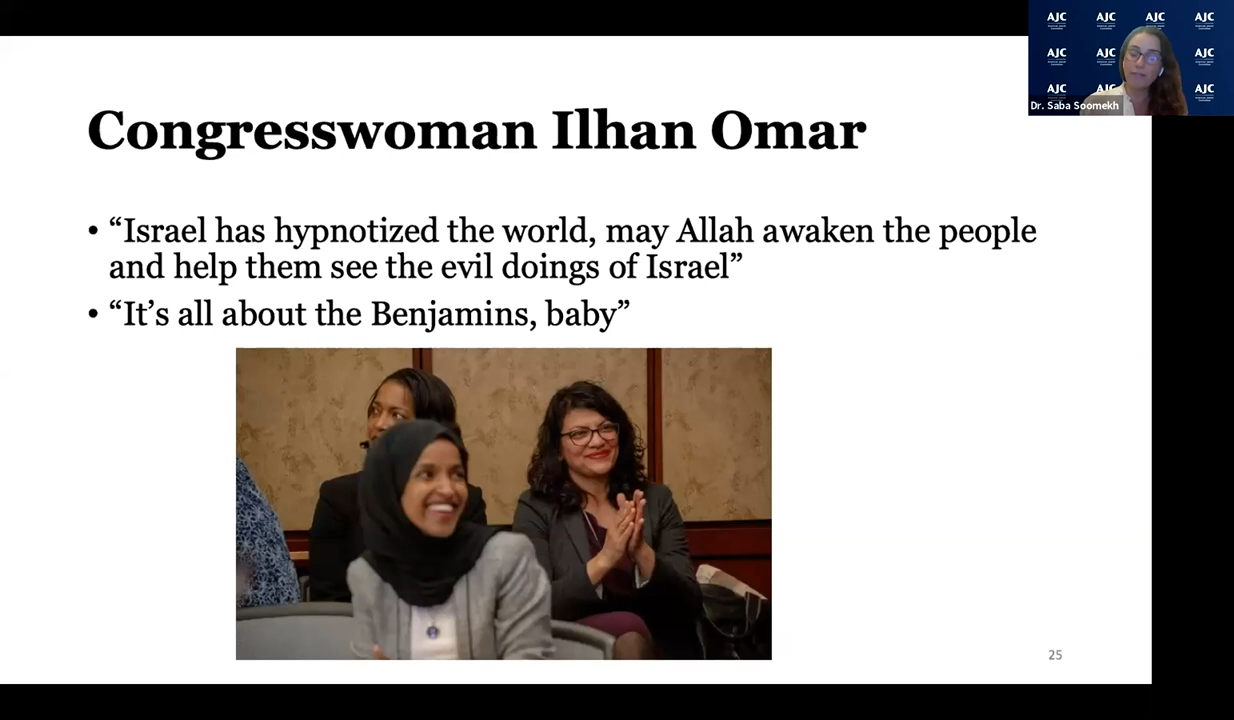 AJC AJC AJC AJC
AJC AJC AJC
AJC AJC AJC
Dr. Saba Soomekh
Congresswoman Ilhan Omar
• “Israel has hypnotized the world, may Allah awaken the people
and help them see the evil doings of Israel”
• “It’s all about the Benjamins, baby”
25